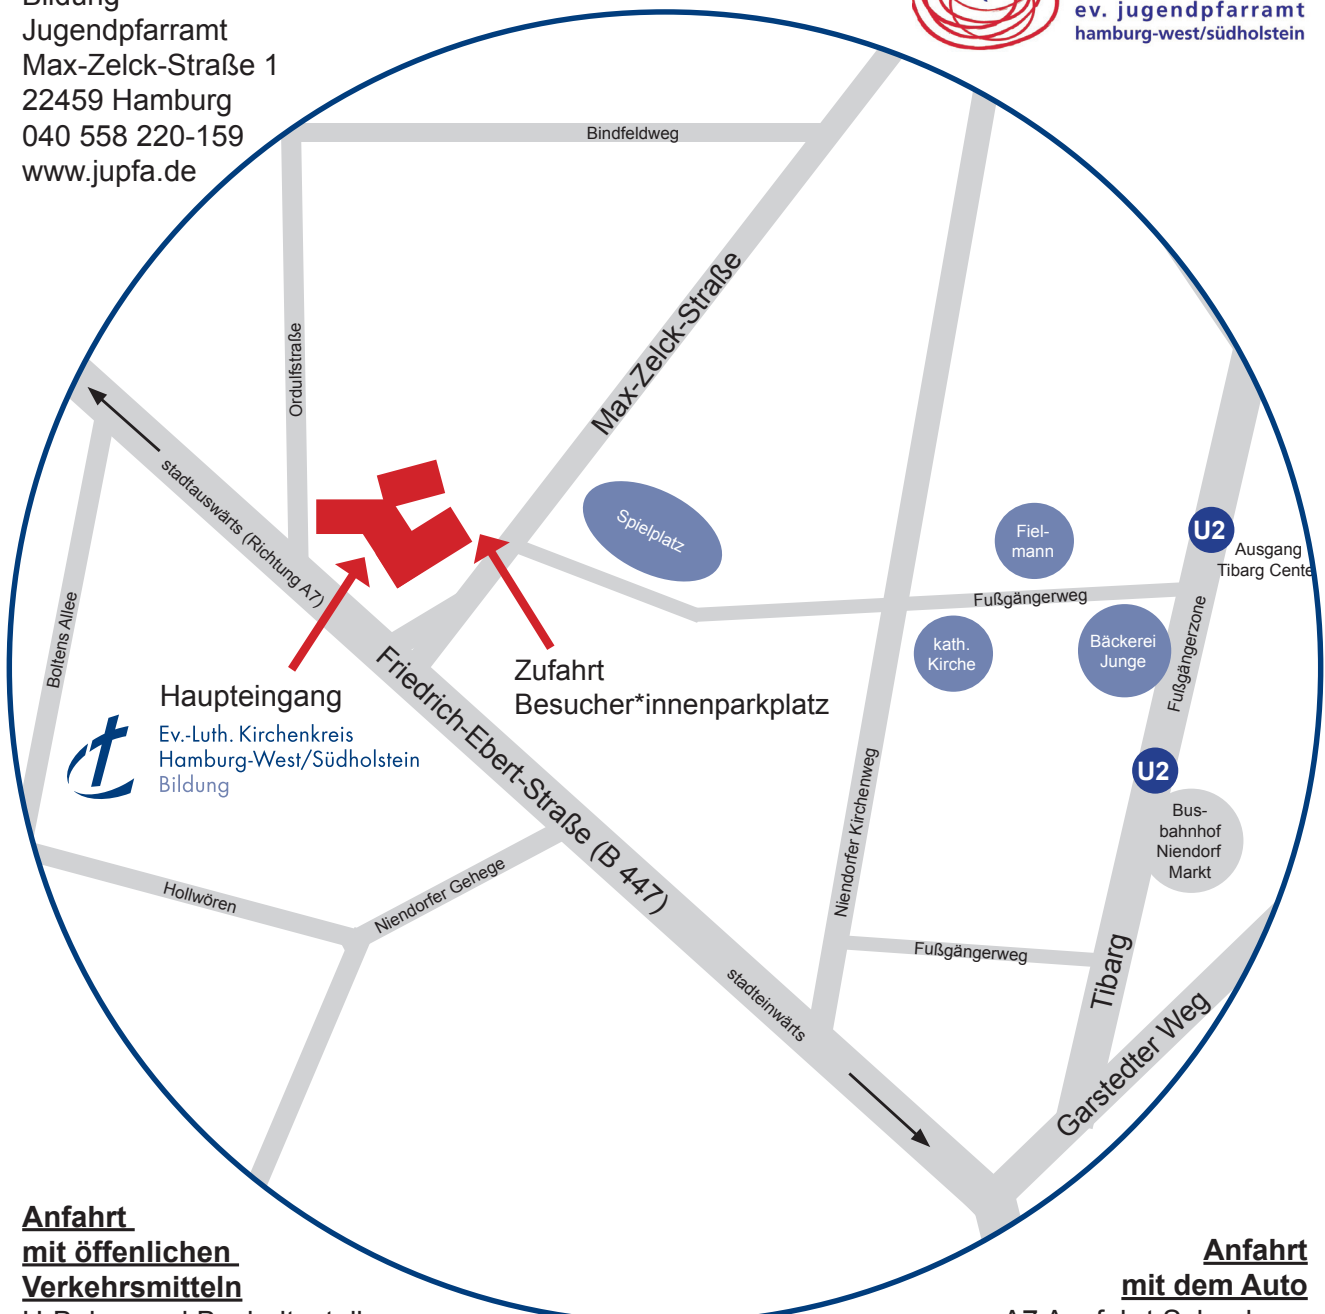 Bildung
Jugendpfarramt
Max-Zelck-Straße 1
22459 Hamburg
040 558 220-159
www.jupfa.de
ev. jugendpfarramt
hamburg-west/südholstein
Bindfeldweg
Ordulfstraße
Max-Zelck-Straße
stadtauswärts (Richtung A7)
Spielplatz
Fiel-
mann
U2
Ausgang
Tibarg Cente
Fußgängerweg
Fußgängerzone
kath.
Kirche
Bäckerei
Junge
Boltens Allee
Haupteingang
Zufahrt
Besucher*innenparkplatz
Ev.-Luth. Kirchenkreis
Hamburg-West/Südholstein
Bildung
Friedrich-Ebert-Straße (B 447)
Niendorfer Kirchenweg
U2
Bus-
bahnhof
Niendorf
Markt
Hollwören
Niendorfer Gehege
Fußgängerweg
Tibarg
stadteinwärts
Garstedter Weg
Anfahrt
mit öffenlichen
Verkehrsmitteln
Anfahrt
mit dem Auto